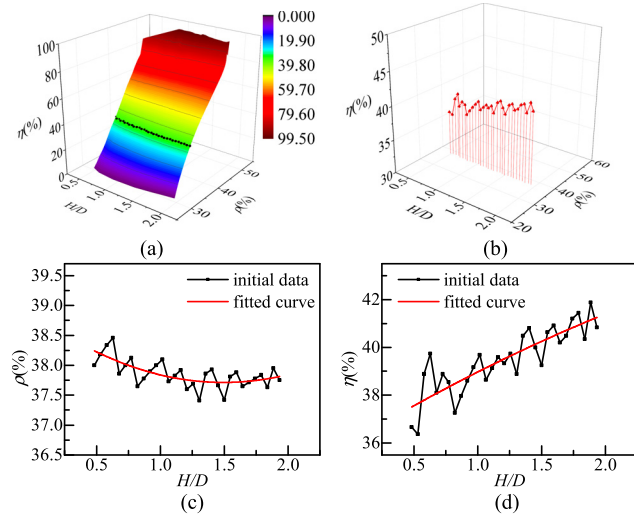 100
80
60
40
20
0
η(%)
0.5
1.0
1.5
2.0
H/D
30
40
50
ρ(%)
0.000
19.90
39.80
59.70
79.60
99.50
(a)
50
45
40
35
30
η(%)
0.5
1.0
1.5
2.0
H/D
20
30
40
50
60
ρ(%)
(b)
39.5
39.0
38.5
38.0
37.5
37.0
36.5
ρ(%)
initial data
fitted curve
0.5
1.0
1.5
2.0
H/D
(c)
42
40
38
36
η(%)
initial data
fitted curve
0.5
1.0
1.5
2.0
H/D
(d)